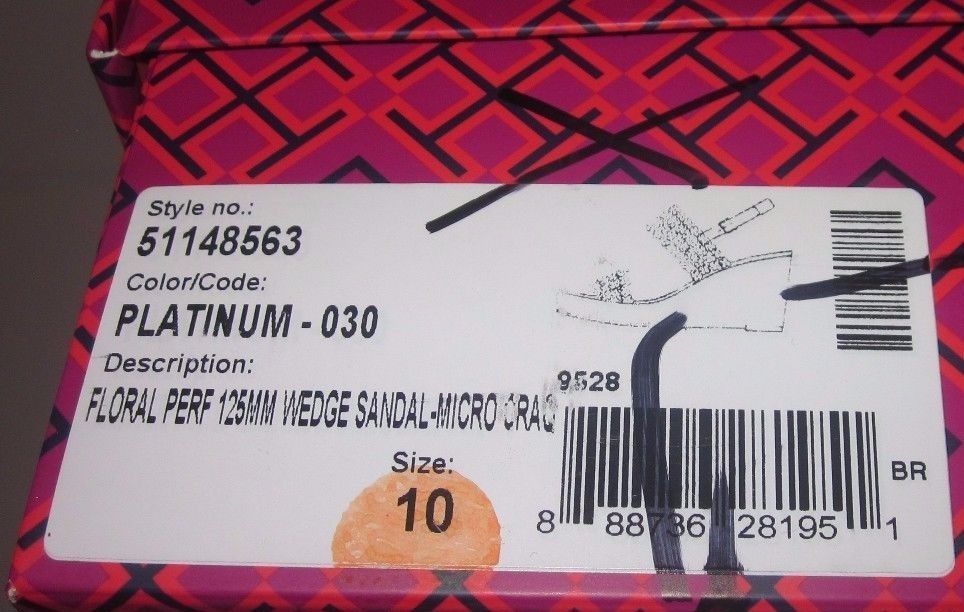 Style no.:
51148563
Color/Code:
PLATINUM - 030
Description:
FLORAL PERF 125MM WEDGE SANDAL-MICRO
Size:
10
9528
BR
8 88736 28195 1